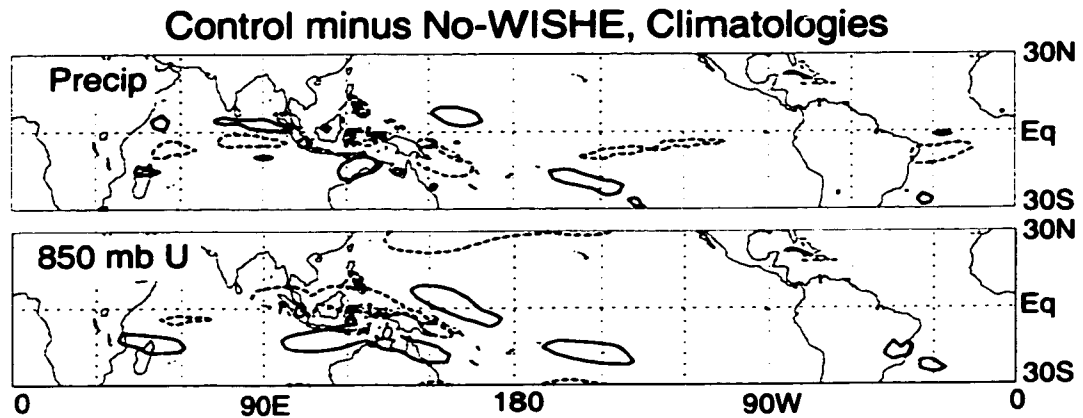 Control minus No-WISHE, Climatologies
Precip
30N
Eq
30S
850 mb U
30N
Eq
30S
0 90E 180 90W 0